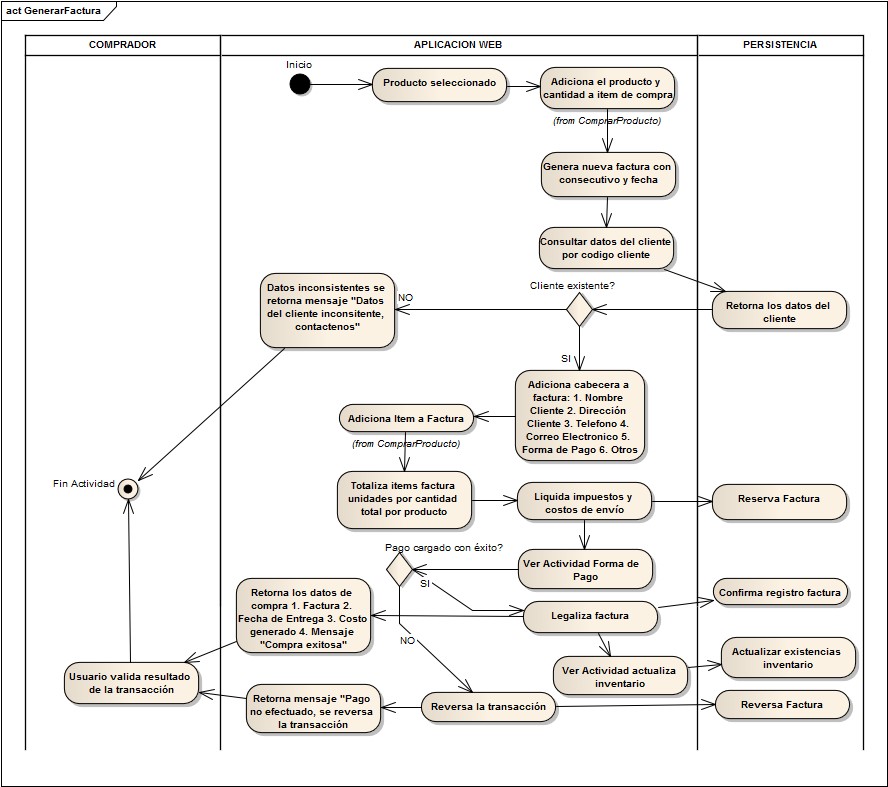 act GenerarFactura
COMPRADOR
APLICACION WEB
PERSISTENCIA
Inicio
Producto seleccionado
Adiciona el producto y
cantidad a item de compra
(from ComprarProducto)
Genera nueva factura con
consecutivo y fecha
Consultar datos del cliente
por codigo cliente
Retorna los datos del
cliente
Cliente existente?
NO
Datos inconsistentes se
retorna mensaje "Datos
del cliente inconsitente,
contactenos"
SI
Adiciona cabecera a
factura: 1. Nombre
Cliente 2. Dirección
Cliente 3. Telefono 4.
Correo Electronico 5.
Forma de Pago 6. Otros
Adiciona Item a Factura
(from ComprarProducto)
Fin Actividad
Totaliza items factura
unidades por cantidad
total por producto
Liquida impuestos y
costos de envío
Reserva Factura
Pago cargado con éxito?
Ver Actividad Forma de
Pago
SI
Retorna los datos de
compra 1. Factura 2.
Fecha de Entrega 3. Costo
generado 4. Mensaje
"Compra exitosa"
Legaliza factura
Confirma registro factura
NO
Ver Actividad actualiza
inventario
Actualizar existencias
inventario
Usuario valida resultado
de la transacción
Retorna mensaje "Pago
no efectuado, se reversa
la transacción
Reversa la transacción
Reversa Factura